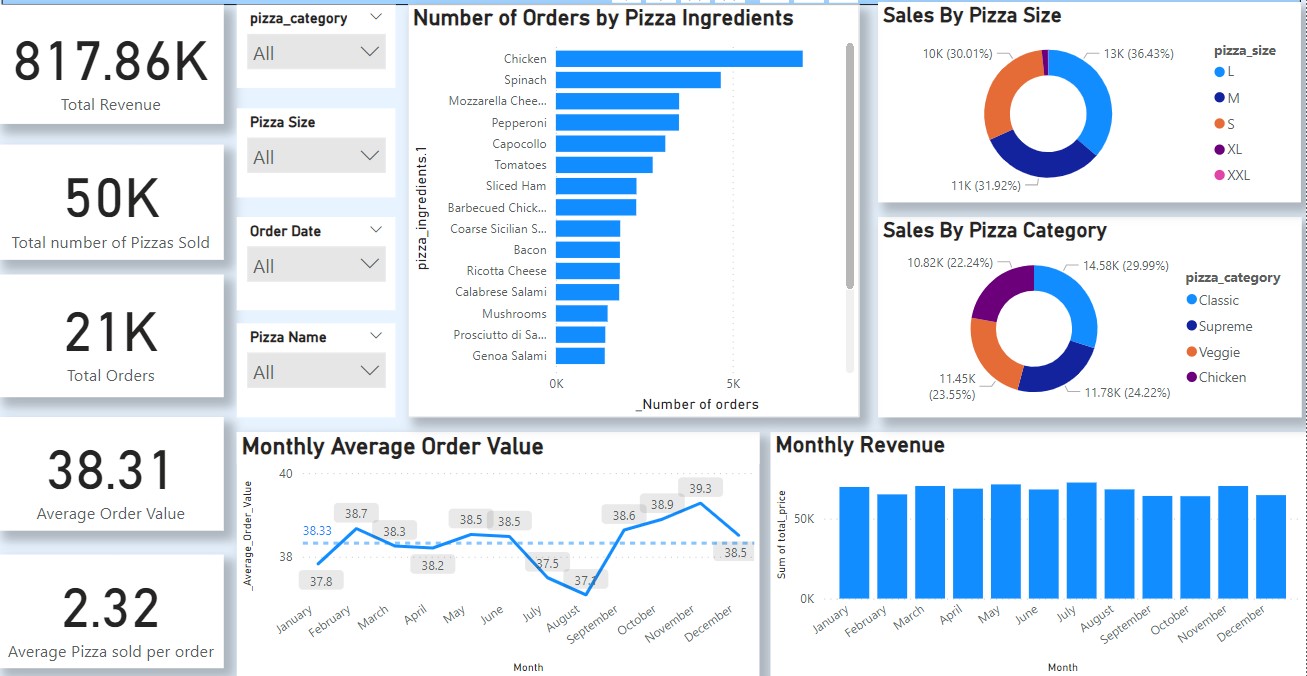 817.86K
Total Revenue
50K
Total number of Pizzas Sold
21K
Total Orders
38.31
Average Order Value
2.32
Average Pizza sold per order
pizza_category
All
Pizza Size
All
Order Date
All
Pizza Name
All
Number of Orders by Pizza Ingredients
pizza_ingredients.1
Chicken
Spinach
Mozzarella Chee...
Pepperoni
Capocollo
Tomatoes
Sliced Ham
Barbecued Chick...
Coarse Sicilian S...
Bacon
Ricotta Cheese
Calabrese Salami
Mushrooms
Prosciutto di Sa...
Genoa Salami
0K
5K
_Number of orders
Sales By Pizza Size
10K (30.01%)
13K (36.43%)
11K (31.92%)
pizza_size
L
M
S
XL
XXL
Sales By Pizza Category
10.82K (22.24%)
14.58K (29.99%)
11.45K
(23.55%)
11.78K (24.22%)
pizza_category
Classic
Supreme
Veggie
Chicken
Monthly Average Order Value
_Average_Order_Value
40
38
38.33
37.8
38.7
38.3
38.2
38.5
38.5
37.5
37.1
38.6
38.9
39.3
38.5
January
February
March
April
May
June
July
August
September
October
November
December
Month
Monthly Revenue
Sum of total_price
50K
0K
January
February
March
April
May
June
July
August
September
October
November
December
Month